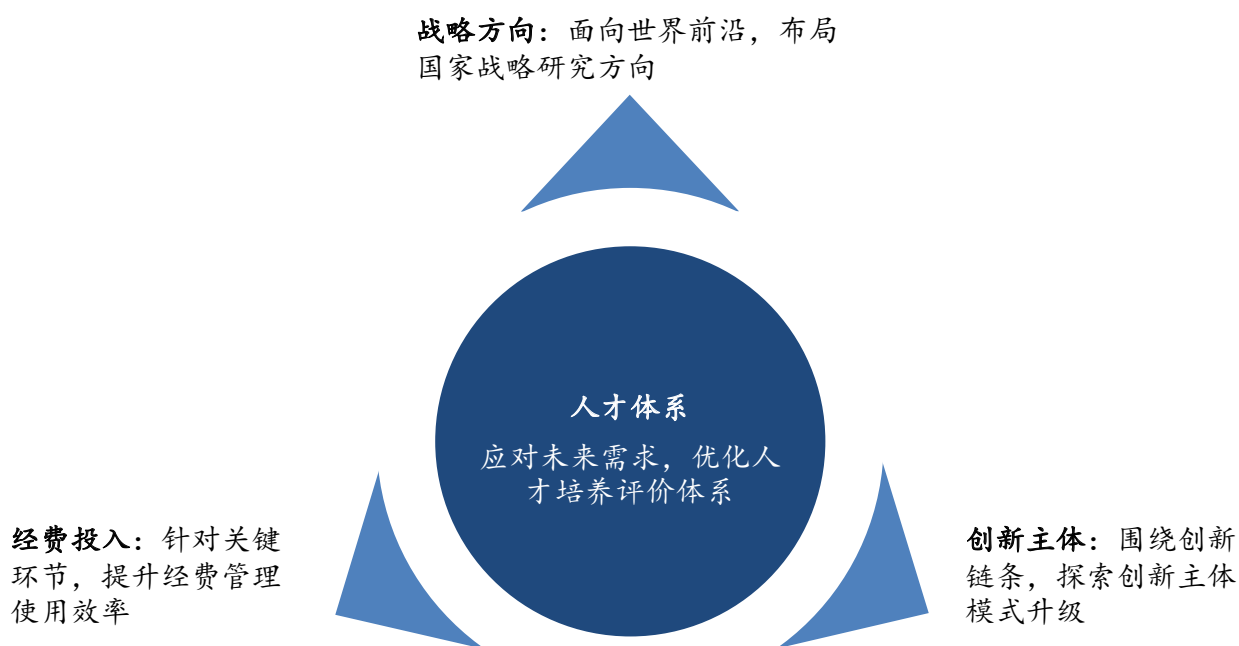 战略方向：面向世界前沿，布局
国家战略研究方向
人才体系
应对未来需求，优化人
才培养评价体系
经费投入：针对关键
环节，提升经费管理
使用效率
创新主体：围绕创新
链条，探索创新主体
模式升级